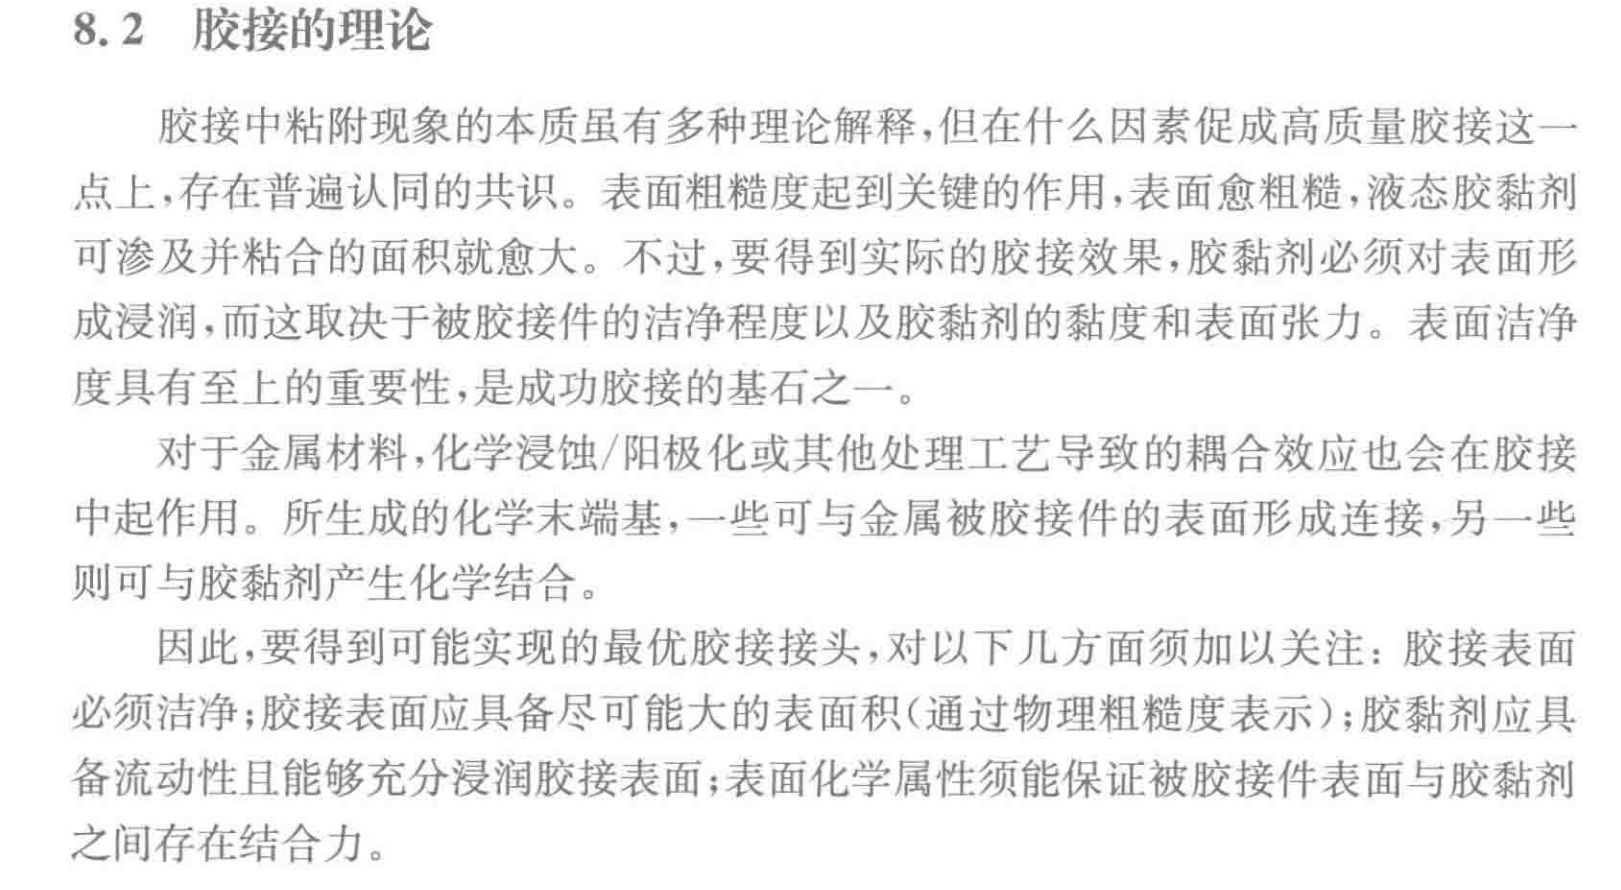 8.2 胶接的理论
胶接中粘附现象的本质虽有多种理论解释,但在什么因素促成高质量胶接这一
点上,存在普遍认同的共识。表面粗糙度起到关键的作用,表面愈粗糙,液态胶黏剂
可渗及并粘合的面积就愈大。不过,要得到实际的胶接效果,胶黏剂必须对表面形
成浸润,而这取决于被胶接件的洁净程度以及胶黏剂的黏度和表面张力。表面洁净
度具有至上的重要性,是成功胶接的基石之一。
对于金属材料,化学浸蚀/阳极化或其他处理工艺导致的耦合效应也会在胶接
中起作用。所生成的化学末端基,一些可与金属被胶接件的表面形成连接,另一些
则可与胶黏剂产生化学结合。
因此,要得到可能实现的最优胶接接头,对以下几方面须加以关注:胶接表面
必须洁净;胶接表面应具备尽可能大的表面积(通过物理粗糙度表示);胶黏剂应具
备流动性且能够充分浸润胶接表面;表面化学属性须能保证被胶接件表面与胶黏剂
之间存在结合力。